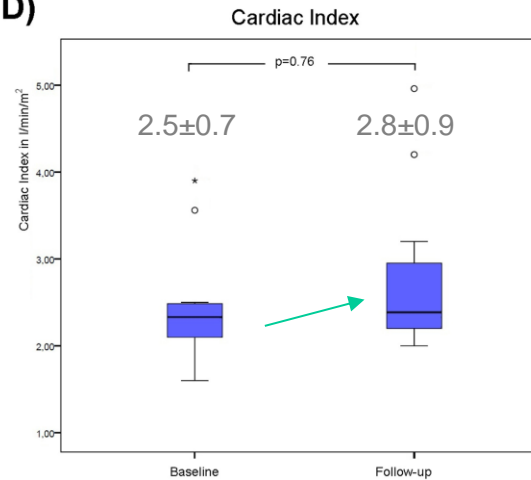 D)
Cardiac Index
p=0.76
2.5±0.7 2.8±0.9
Cardiac Index in l/min/m²
5,00
4,00
3,00
2,00
1,00
Baseline Follow-up